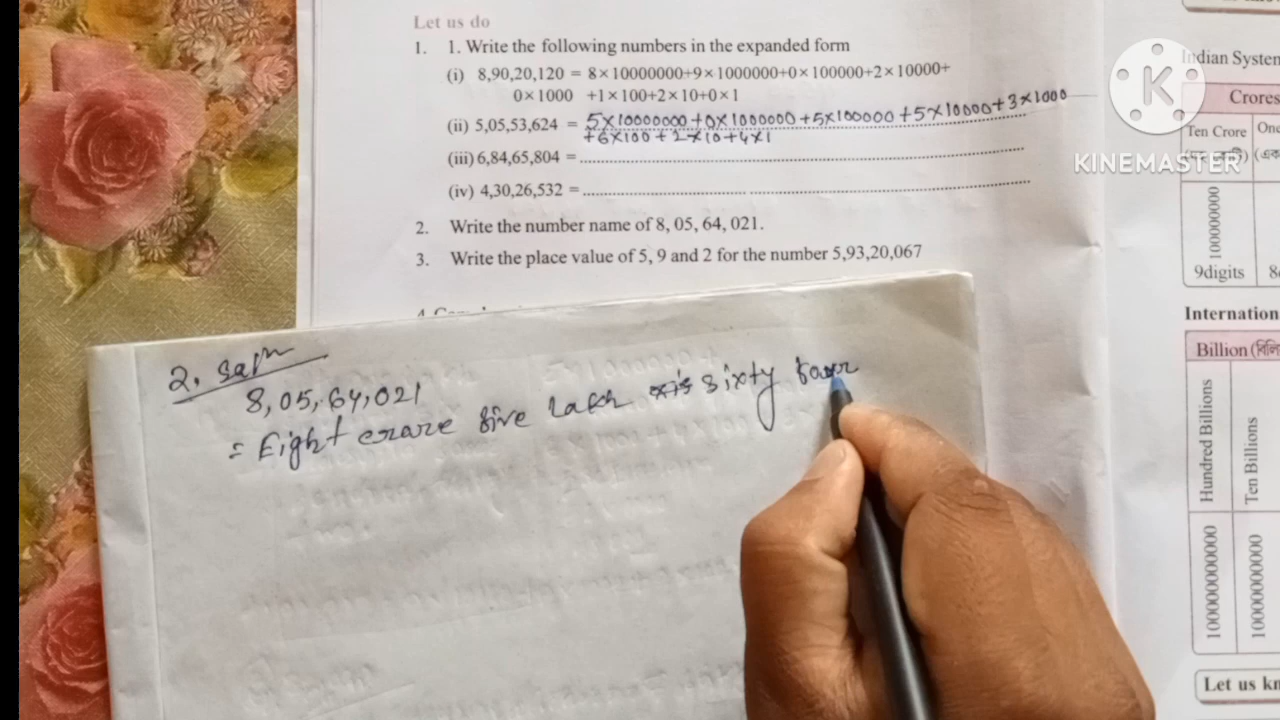 Let us do
1. 1. Write the following numbers in the expanded form
(i) 8,90,20,120 = 8×10000000+9×1000000+0×100000+2×10000+
0×1000 +1×100+2×10+0×1
(ii) 5,05,53,624 = 5×10000000+0×1000000+5×100000+5×10000+3×1000
+6×100+2×10+4×1
(iii) 6,84,65,804 =
(iv) 4,30,26,532 =
2. Write the number name of 8, 05, 64, 021.
3. Write the place value of 5, 9 and 2 for the number 5,93,20,067
2. Soln
8,05,64,021
= Eight crore five lakh sixty four
KINEMASTER
Indian System
Crores
Ten Crore
100000000
9digits
Internation
Billion
Hundred Billions
Ten Billions
100000000000
10000000000
Let us kn